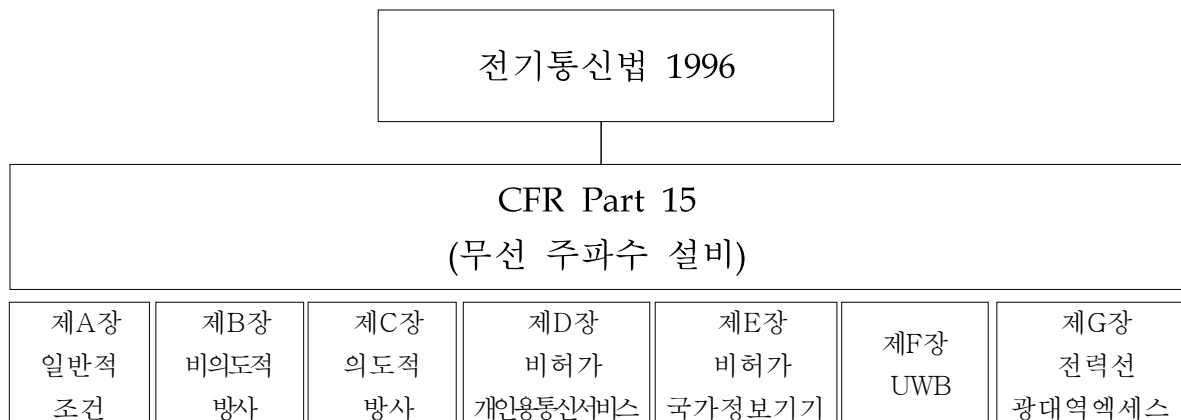 전기통신법 1996
CFR Part 15
(무선 주파수 설비)
제A장
일반적
조건
제B장
비의도적
방사
제C장
의도적
방사
제D장
비허가
개인용통신서비스
제E장
비허가
국가정보기기
제F장
UWB
제G장
전력선
광대역엑세스